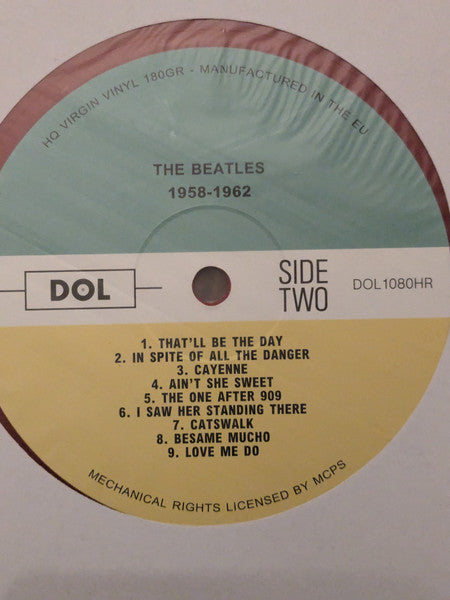 HQ VIRGIN VINYL 180GR - MANUFACTURED IN THE EU
THE BEATLES
1958-1962
DOL
SIDE
TWO
DOL1080HR
1. THAT'LL BE THE DAY
2. IN SPITE OF ALL THE DANGER
3. CAYENNE
4. AIN'T SHE SWEET
5. THE ONE AFTER 909
6. I SAW HER STANDING THERE
7. CATSWALK
8. BESAME MUCHO
9. LOVE ME DO
MECHANICAL RIGHTS LICENSED BY MCPS